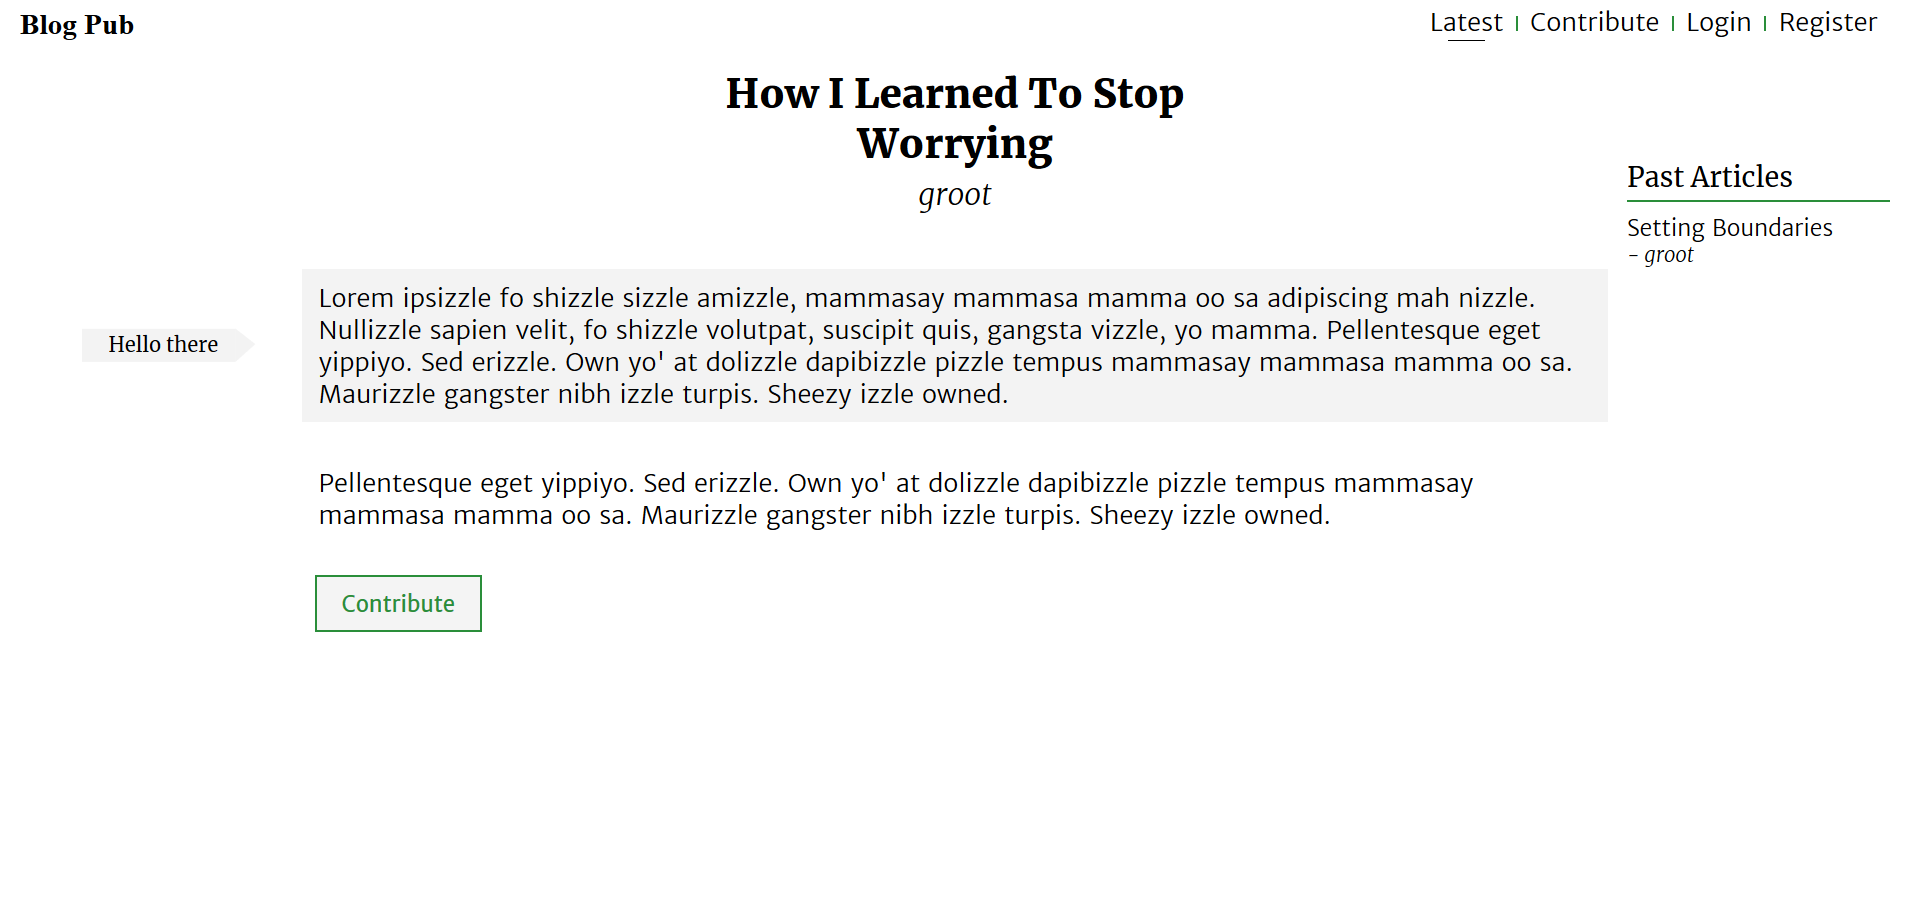 Blog Pub
Latest Contribute Login Register
How I Learned To Stop
Worrying
groot
Past Articles
Setting Boundaries
- groot
Hello there
Lorem ipsizzle fo shizzle sizzle amizzle, mammasay mammasa mamma oo sa adipiscing mah nizzle.
Nullizzle sapien velit, fo shizzle volutpat, suscipit quis, gangsta vizzle, yo mamma. Pellentesque eget
yippiyo. Sed erizzle. Own yo' at dolizzle dapibizzle pizzle tempus mammasay mammasa mamma oo sa.
Maurizzle gangster nibh izzle turpis. Sheezy izzle owned.
Pellentesque eget yippiyo. Sed erizzle. Own yo' at dolizzle dapibizzle pizzle tempus mammasay
mammasa mamma oo sa. Maurizzle gangster nibh izzle turpis. Sheezy izzle owned.
Contribute